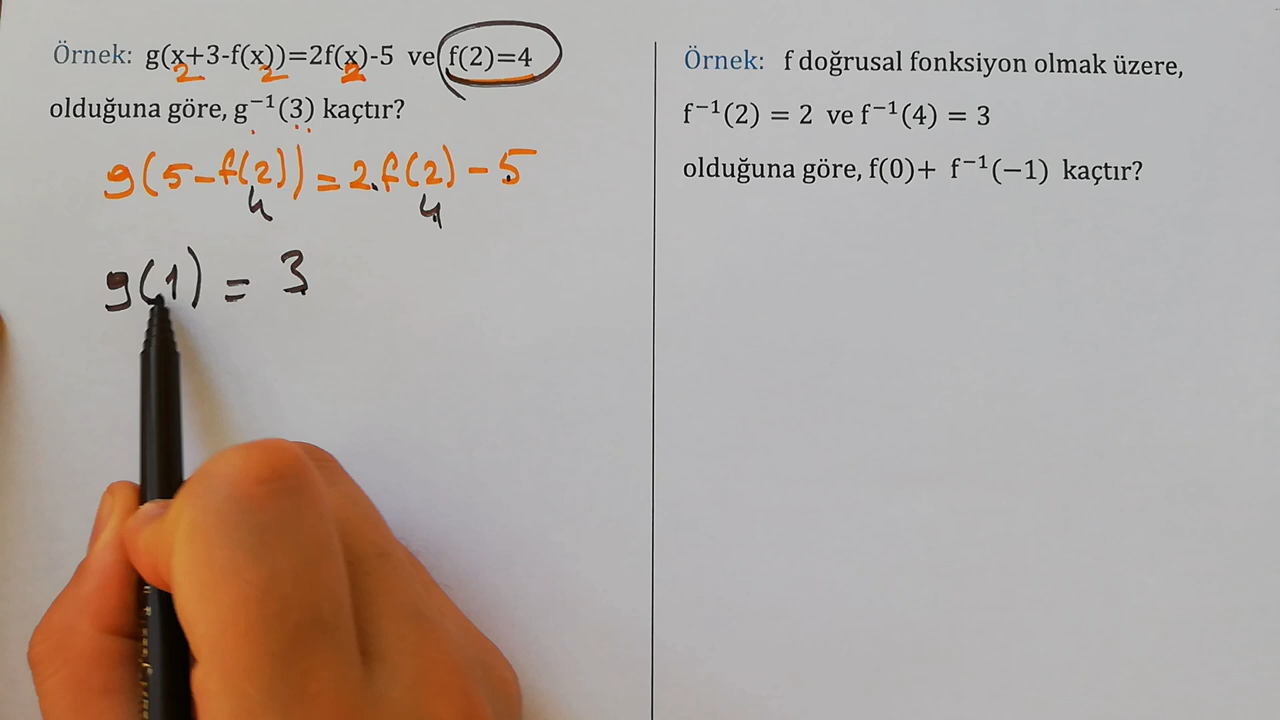 Örnek: g(x+3-f(x))=2f(x)-5 ve f(2)=4
2 2 2
olduğuna göre, g⁻¹(3) kaçtır?
g(5-f(2))=2.f(2)-5
4 4
g(1) = 3
Örnek: f doğrusal fonksiyon olmak üzere,
f⁻¹(2) = 2 ve f⁻¹(4) = 3
olduğuna göre, f(0)+ f⁻¹(−1) kaçtır?